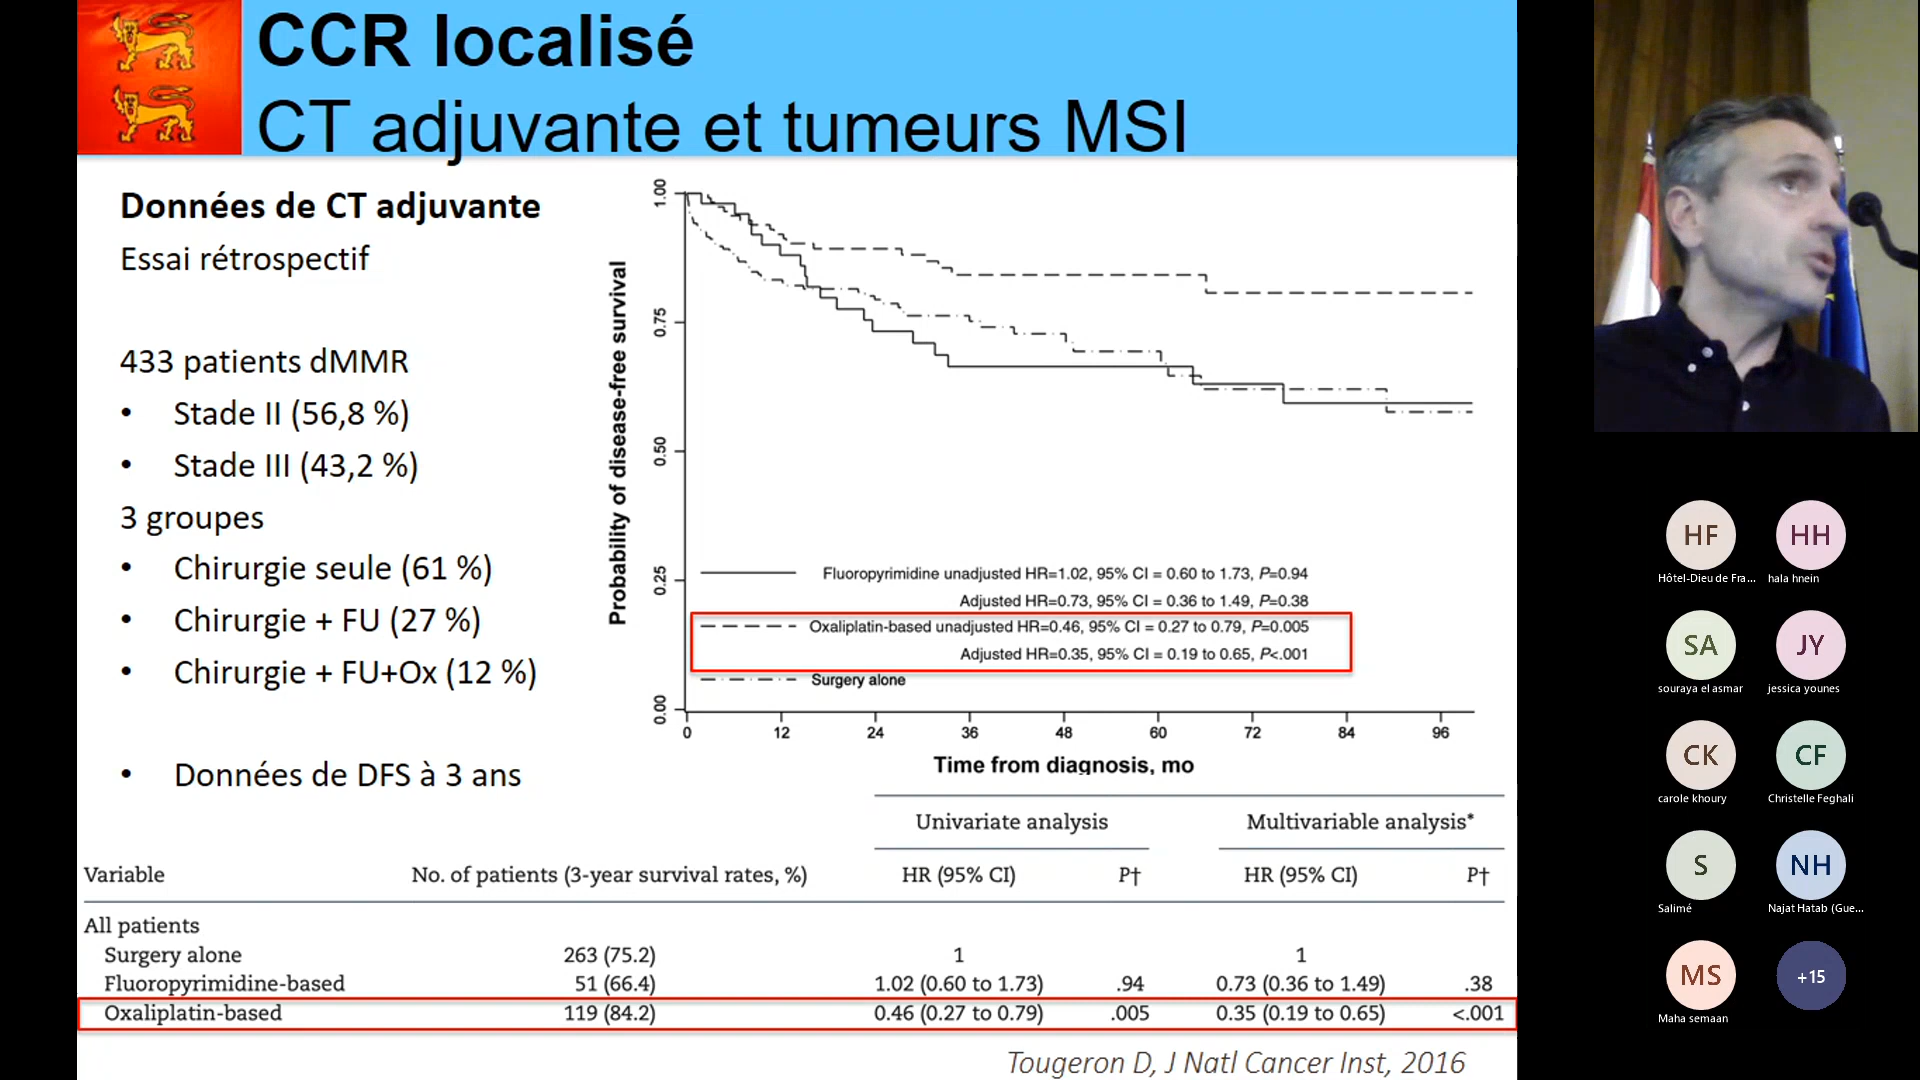 CCR localisé
CT adjuvante et tumeurs MSI
Données de CT adjuvante
Essai rétrospectif
433 patients dMMR
• Stade II (56,8 %)
• Stade III (43,2 %)
3 groupes
• Chirurgie seule (61 %)
• Chirurgie + FU (27 %)
• Chirurgie + FU+Ox (12 %)
• Données de DFS à 3 ans
Probability of disease-free survival
1.00
0.75
0.50
0.25
0.00
Fluoropyrimidine unadjusted HR=1.02, 95% CI = 0.60 to 1.73, P=0.94
Adjusted HR=0.73, 95% CI = 0.36 to 1.49, P=0.38
Oxaliplatin-based unadjusted HR=0.46, 95% CI = 0.27 to 0.79, P=0.005
Adjusted HR=0.35, 95% CI = 0.19 to 0.65, P<.001
Surgery alone
0 12 24 36 48 60 72 84 96
Time from diagnosis, mo
Univariate analysis Multivariable analysis*
Variable No. of patients (3-year survival rates, %) HR (95% CI) P† HR (95% CI) P†
All patients
Surgery alone 263 (75.2) 1 1
Fluoropyrimidine-based 51 (66.4) 1.02 (0.60 to 1.73) .94 0.73 (0.36 to 1.49) .38
Oxaliplatin-based 119 (84.2) 0.46 (0.27 to 0.79) .005 0.35 (0.19 to 0.65) <.001
Tougeron D, J Natl Cancer Inst, 2016
HF HH
Hôtel-Dieu de Fra... hala hnein
SA JY
souraya el asmar jessica younes
CK CF
carole khoury Christelle Feghali
S NH
Salimé Najat Hatab (Gue...
MS +15
Maha semaan